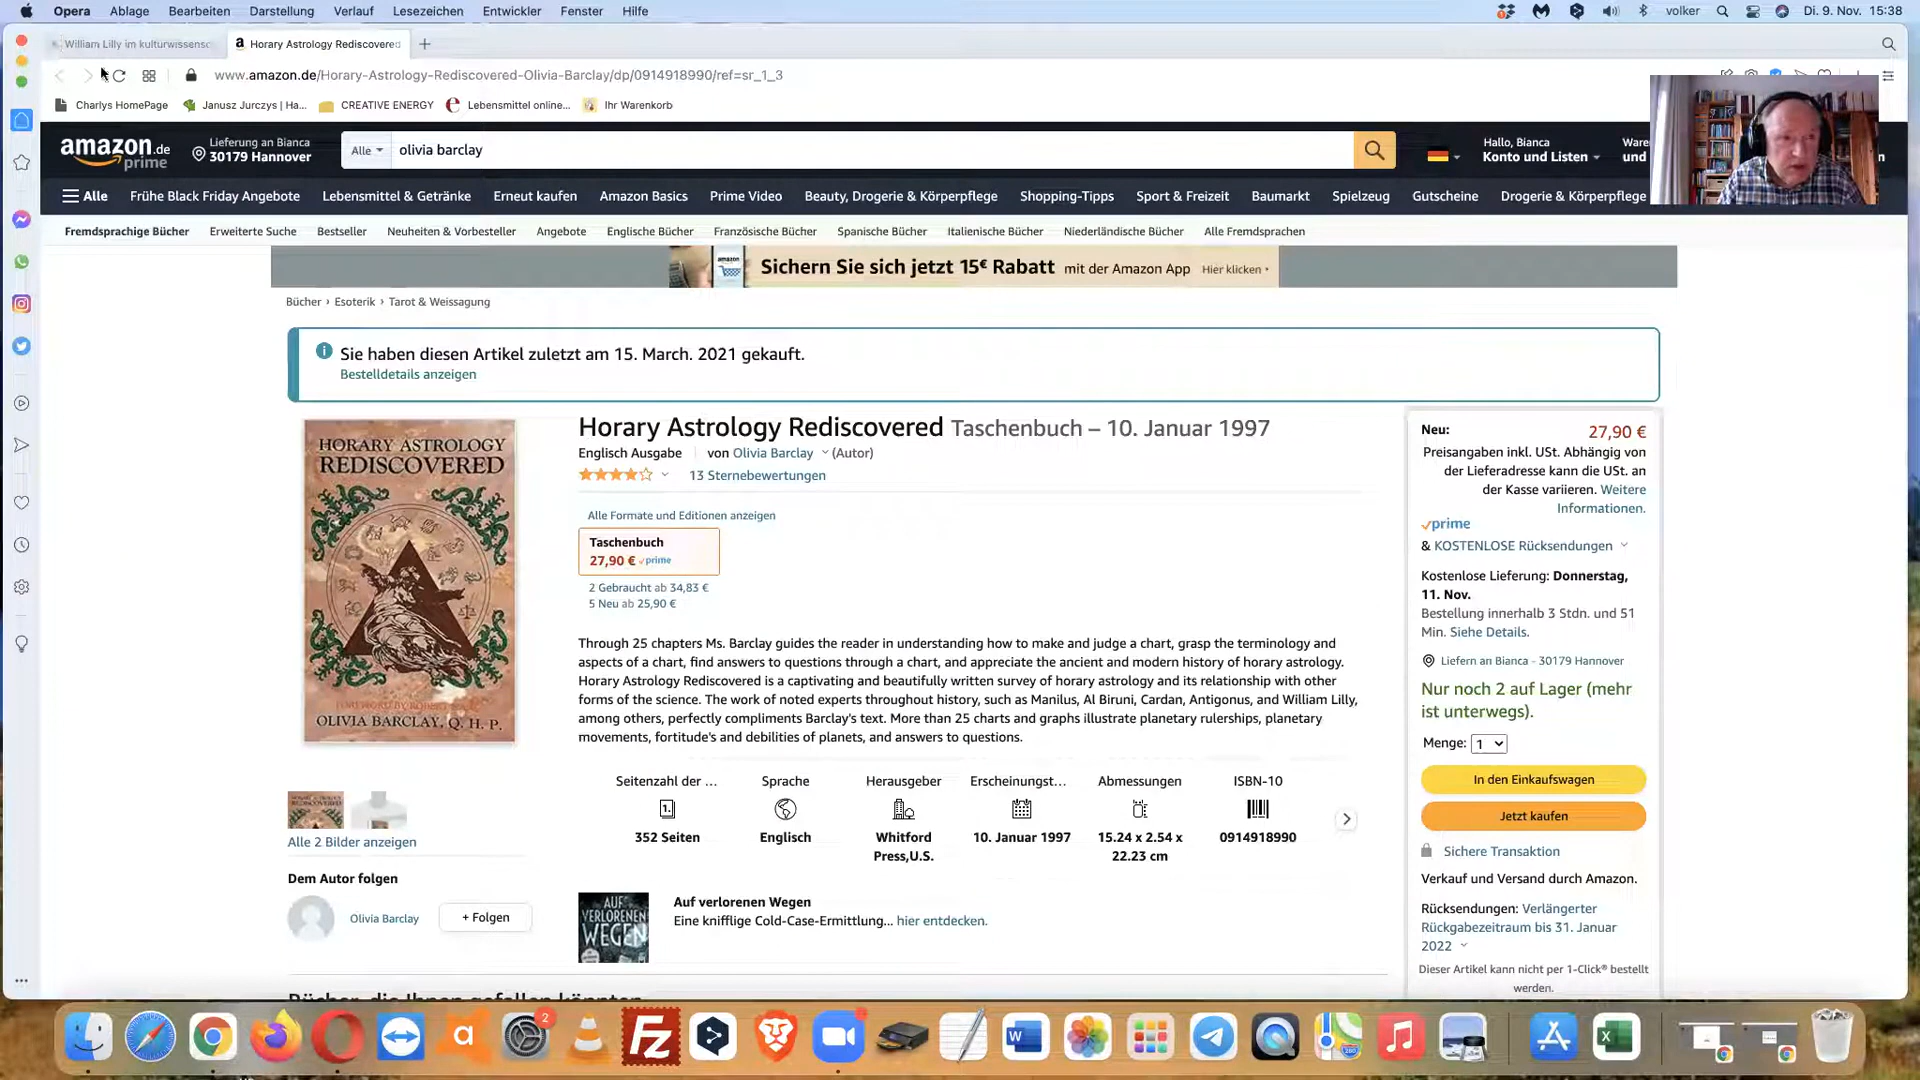 Opera Ablage Bearbeiten Darstellung Verlauf Lesezeichen Entwickler Fenster Hilfe
volker Di. 9. Nov. 15:38
William Lilly im kulturwissensc
Horary Astrology Rediscovered
www.amazon.de/Horary-Astrology-Rediscovered-Olivia-Barclay/dp/0914918990/ref=sr_1_3
Charlys HomePage Janusz Jurczys | Ha... CREATIVE ENERGY Lebensmittel online... Ihr Warenkorb
amazon.de prime
Lieferung an Bianca
30179 Hannover
Alle olivia barclay
Hallo, Bianca
Konto und Listen
Ware
und
n
Alle Frühe Black Friday Angebote Lebensmittel & Getränke Erneut kaufen Amazon Basics Prime Video Beauty, Drogerie & Körperpflege Shopping-Tipps Sport & Freizeit Baumarkt Spielzeug Gutscheine Drogerie & Körperpflege
Fremdsprachige Bücher Erweiterte Suche Bestseller Neuheiten & Vorbesteller Angebote Englische Bücher Französische Bücher Spanische Bücher Italienische Bücher Niederländische Bücher Alle Fremdsprachen
amazon
Sichern Sie sich jetzt 15€ Rabatt mit der Amazon App Hier klicken ›
Bücher › Esoterik › Tarot & Weissagung
Sie haben diesen Artikel zuletzt am 15. March. 2021 gekauft.
Bestelldetails anzeigen
HORARY ASTROLOGY
REDISCOVERED
OLIVIA BARCLAY, Q. H. P.
Alle 2 Bilder anzeigen
Dem Autor folgen
Olivia Barclay + Folgen
Horary Astrology Rediscovered Taschenbuch – 10. Januar 1997
Englisch Ausgabe von Olivia Barclay (Autor)
13 Sternebewertungen
Alle Formate und Editionen anzeigen
Taschenbuch
27,90 € prime
2 Gebraucht ab 34,83 €
5 Neu ab 25,90 €
Through 25 chapters Ms. Barclay guides the reader in understanding how to make and judge a chart, grasp the terminology and
aspects of a chart, find answers to questions through a chart, and appreciate the ancient and modern history of horary astrology.
Horary Astrology Rediscovered is a captivating and beautifully written survey of horary astrology and its relationship with other
forms of the science. The work of noted experts throughout history, such as Manilus, Al Biruni, Cardan, Antigonus, and William Lilly,
among others, perfectly compliments Barclay's text. More than 25 charts and graphs illustrate planetary rulerships, planetary
movements, fortitude's and debilities of planets, and answers to questions.
Seitenzahl der ... Sprache Herausgeber Erscheinungst... Abmessungen ISBN-10
352 Seiten Englisch Whitford 10. Januar 1997 15.24 x 2.54 x 0914918990
Press,U.S. 22.23 cm
AUF
VERLORENEN
WEGEN
Auf verlorenen Wegen
Eine knifflige Cold-Case-Ermittlung... hier entdecken.
Bücher, die Ihnen gefallen könnten
Neu: 27,90 €
Preisangaben inkl. USt. Abhängig von
der Lieferadresse kann die USt. an
der Kasse variieren. Weitere
Informationen.
prime
& KOSTENLOSE Rücksendungen
Kostenlose Lieferung: Donnerstag,
11. Nov.
Bestellung innerhalb 3 Stdn. und 51
Min. Siehe Details.
Liefern an Bianca - 30179 Hannover
Nur noch 2 auf Lager (mehr
ist unterwegs).
Menge: 1
In den Einkaufswagen
Jetzt kaufen
Sichere Transaktion
Verkauf und Versand durch Amazon.
Rücksendungen: Verlängerter
Rückgabezeitraum bis 31. Januar
2022
Dieser Artikel kann nicht per 1-Click® bestellt
werden.
2